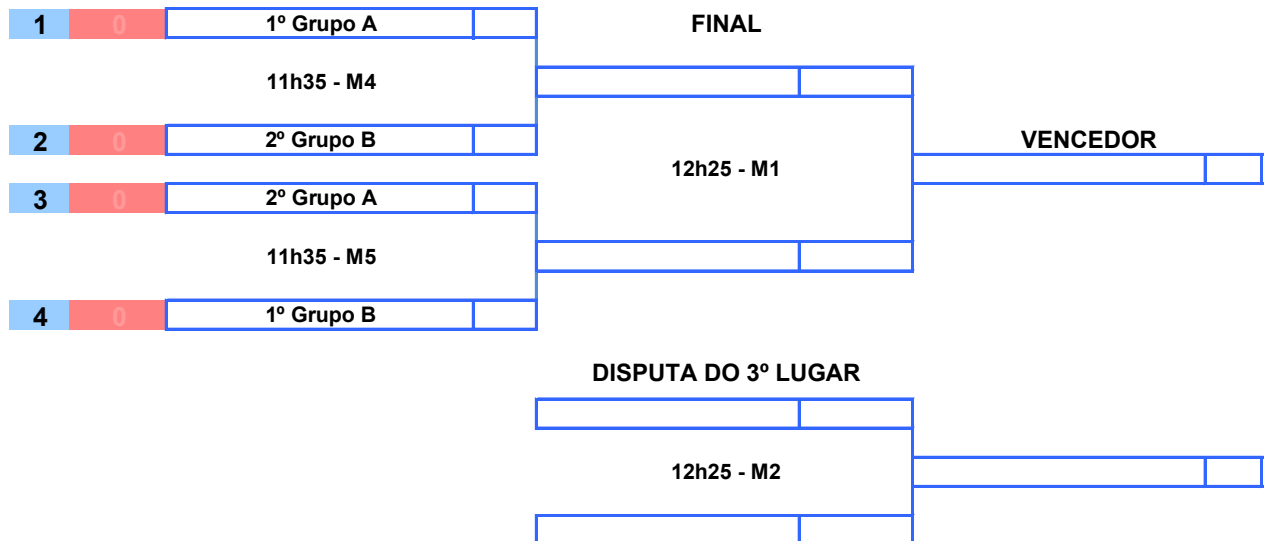 1 0 1º Grupo A
FINAL
11h35 - M4
2 0 2º Grupo B
12h25 - M1
VENCEDOR
3 0 2º Grupo A
11h35 - M5
4 0 1º Grupo B
DISPUTA DO 3º LUGAR
12h25 - M2